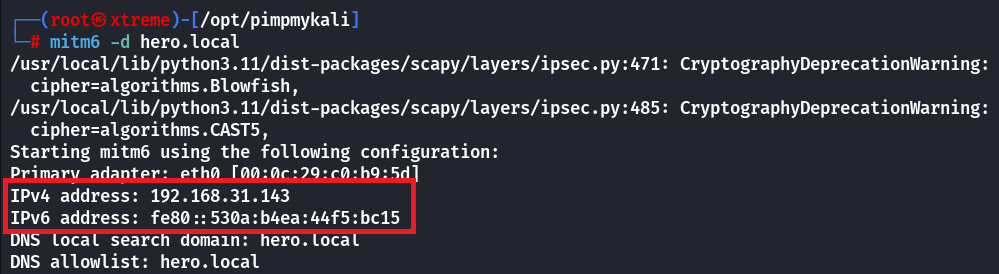 ┌──(root㉿xtreme)-[/opt/pimpmykali]
└─# mitm6 -d hero.local
/usr/local/lib/python3.11/dist-packages/scapy/layers/ipsec.py:471: CryptographyDeprecationWarning:
  cipher=algorithms.Blowfish,
/usr/local/lib/python3.11/dist-packages/scapy/layers/ipsec.py:485: CryptographyDeprecationWarning:
  cipher=algorithms.CAST5,
Starting mitm6 using the following configuration:
Primary adapter: eth0 [00:0c:29:c0:b9:5d]
IPv4 address: 192.168.31.143
IPv6 address: fe80::530a:b4ea:44f5:bc15
DNS local search domain: hero.local
DNS allowlist: hero.local